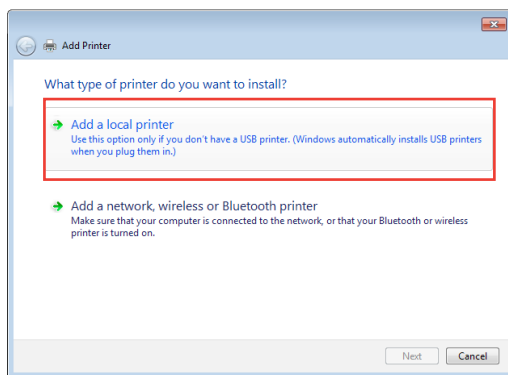 Add Printer
What type of printer do you want to install?
Add a local printer
Use this option only if you don't have a USB printer. (Windows automatically installs USB printers
when you plug them in.)
Add a network, wireless or Bluetooth printer
Make sure that your computer is connected to the network, or that your Bluetooth or wireless
printer is turned on.
Next Cancel